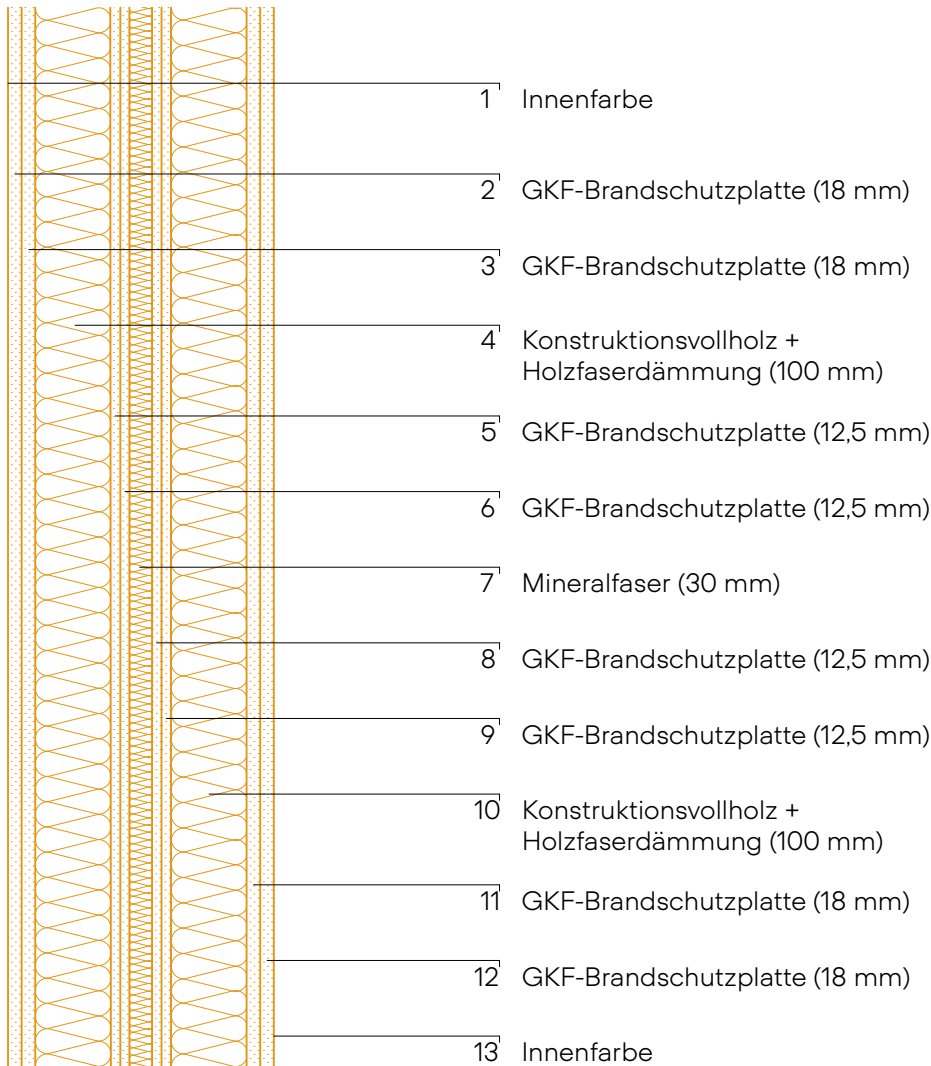 1 Innenfarbe
2 GKF-Brandschutzplatte (18 mm)
3 GKF-Brandschutzplatte (18 mm)
4 Konstruktionsvollholz +
Holzfaserdämmung (100 mm)
5 GKF-Brandschutzplatte (12,5 mm)
6 GKF-Brandschutzplatte (12,5 mm)
7 Mineralfaser (30 mm)
8 GKF-Brandschutzplatte (12,5 mm)
9 GKF-Brandschutzplatte (12,5 mm)
10 Konstruktionsvollholz +
Holzfaserdämmung (100 mm)
11 GKF-Brandschutzplatte (18 mm)
12 GKF-Brandschutzplatte (18 mm)
13 Innenfarbe